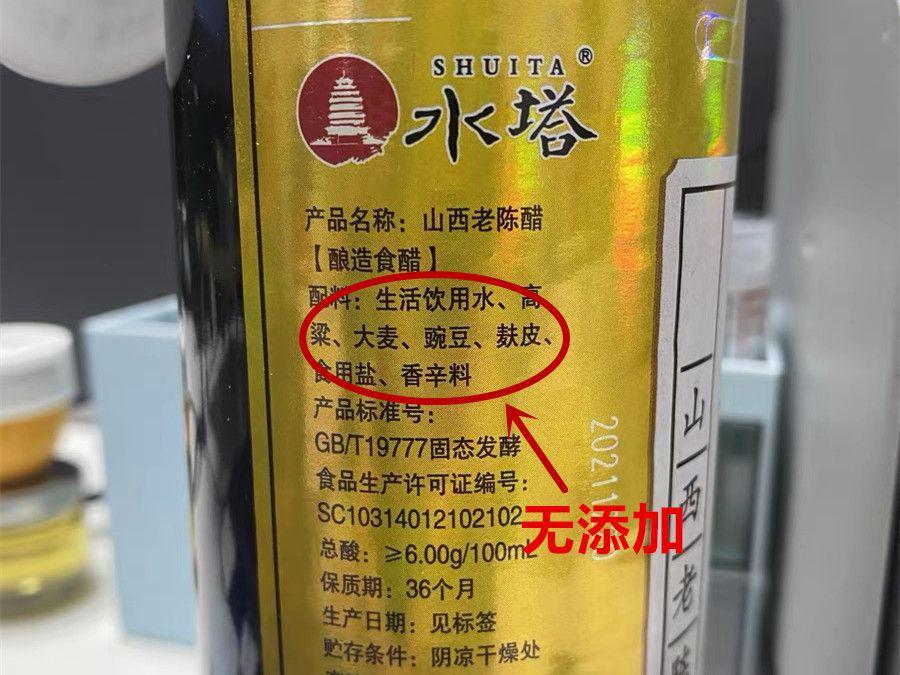 SHUITA®
水塔
产品名称：山西老陈醋
【酿造食醋】
配料：生活饮用水、高
粱、大麦、豌豆、麸皮、
食用盐、香辛料
产品标准号：
GB/T19777固态发酵
食品生产许可证编号：
SC10314012102102
总酸：≥6.00g/100ml
保质期：36个月
生产日期：见标签
贮存条件：阴凉干燥处
无添加
山西老